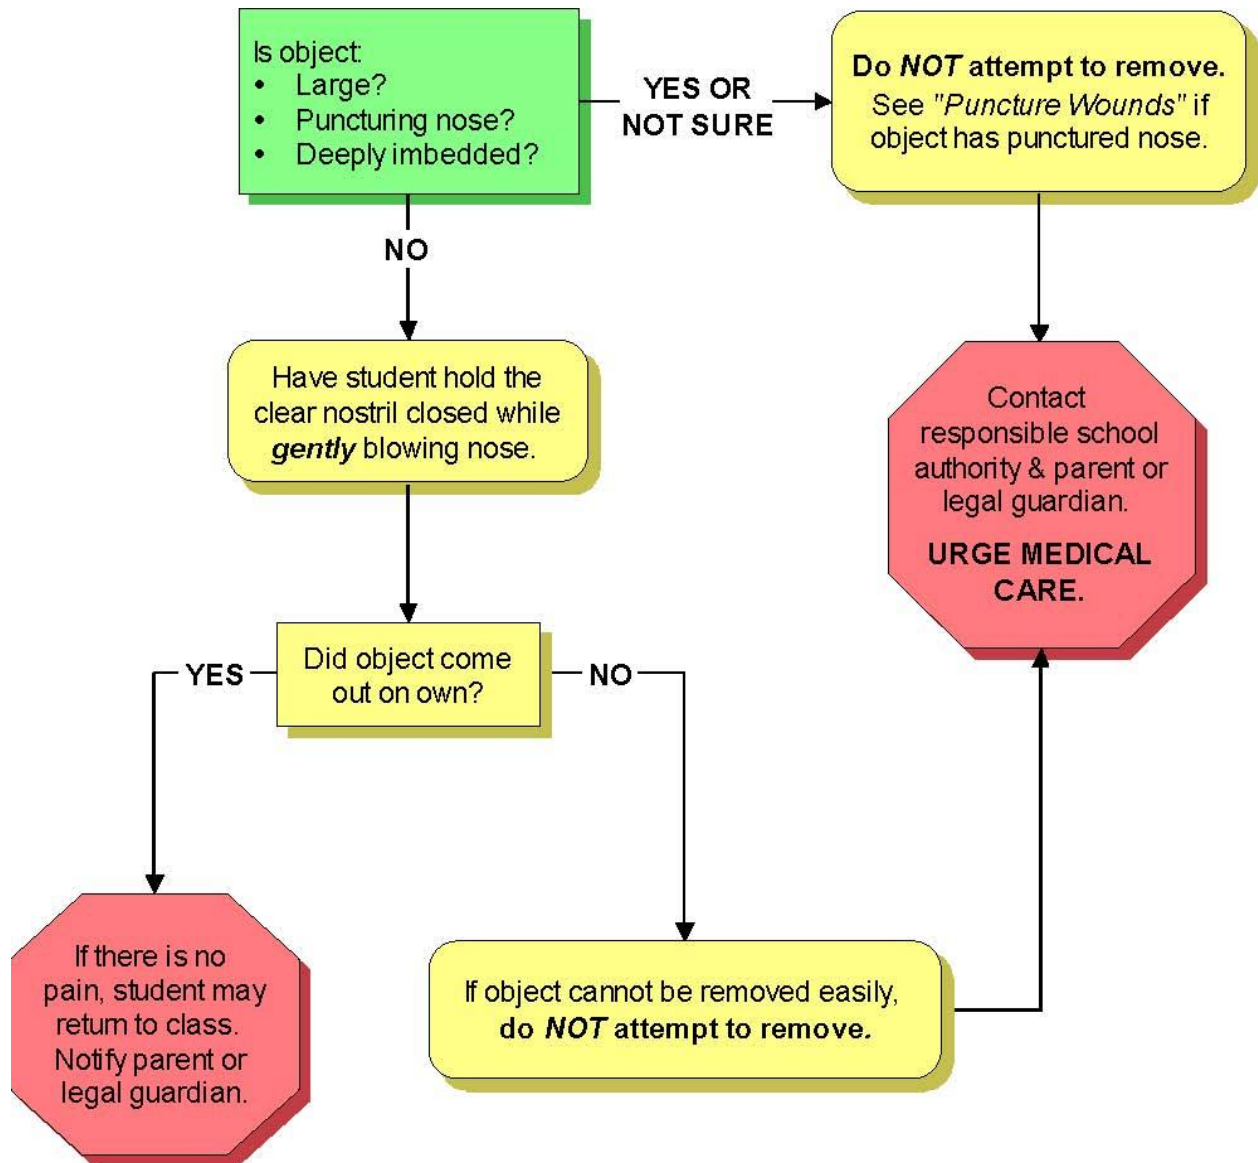 Is object:
• Large?
• Puncturing nose?
• Deeply imbedded?
YES OR
NOT SURE
Do NOT attempt to remove.
See "Puncture Wounds" if
object has punctured nose.
NO
Have student hold the
clear nostril closed while
gently blowing nose.
Contact
responsible school
authority & parent or
legal guardian.
URGE MEDICAL
CARE.
Did object come
out on own?
YES
NO
If there is no
pain, student may
return to class.
Notify parent or
legal guardian.
If object cannot be removed easily,
do NOT attempt to remove.